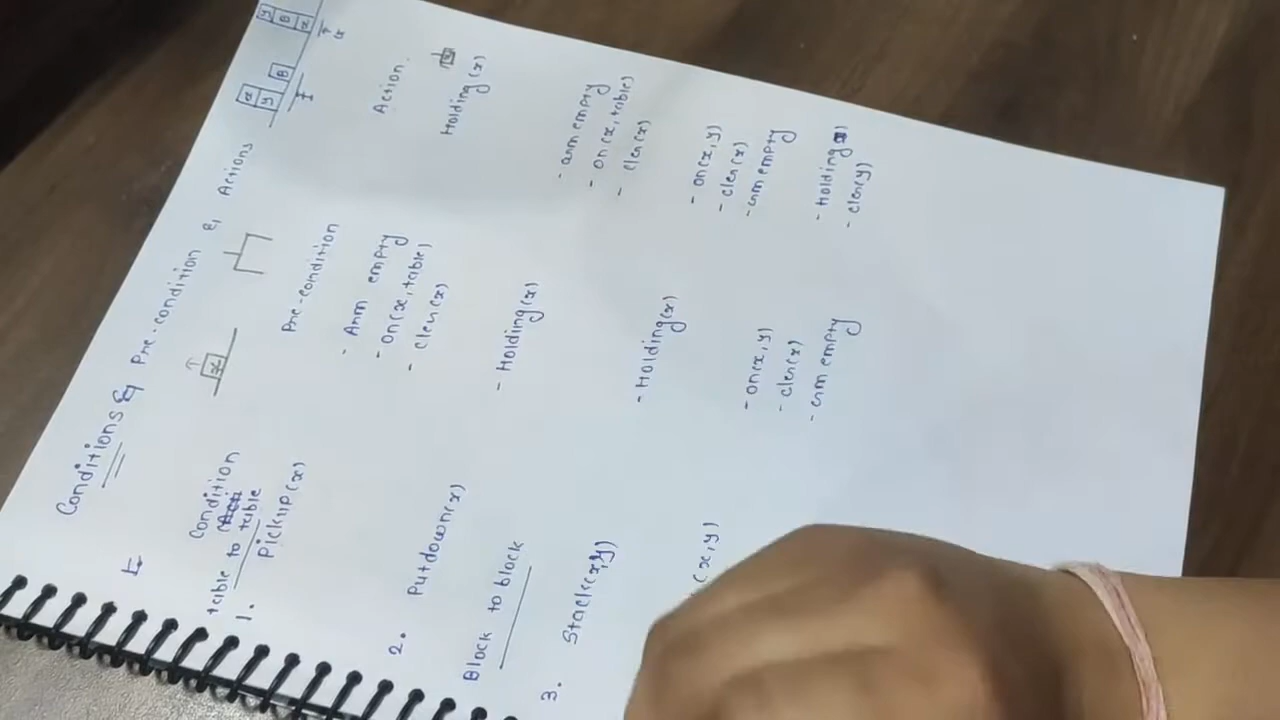 Conditions & Pre-condition & Actions
x
x
y
B
I
y
B
x
G
Condition Pre-condition Action
table to table
1. Pickup(x)
- Arm empty
- on(x, table)
- clear(x)
Holding(x)
2. Putdown(x)
- Holding(x)
- arm empty
- on(x, table)
- clear(x)
Block to block
3. Stack(x,y)
- Holding(x)
- on(x, y)
- clear(x)
- arm empty
(x, y)
- on(x, y)
- clear(x)
- arm empty
- Holding(x)
- clear(y)